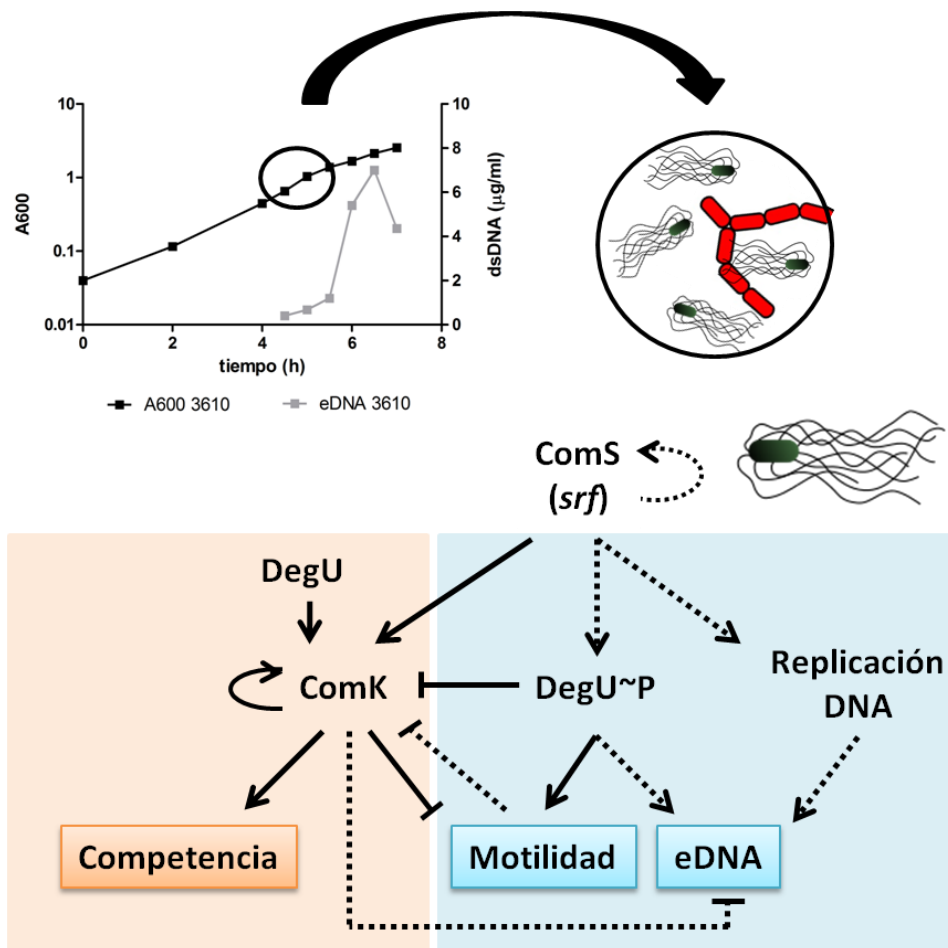 10
1
0.1
0.01
A600
0
2
4
6
8
tiempo (h)
10
8
6
4
2
0
dsDNA (µg/ml)
A600 3610
eDNA 3610
ComS
(srf)
DegU
ComK
DegU~P
Replicación
DNA
Competencia
Motilidad
eDNA